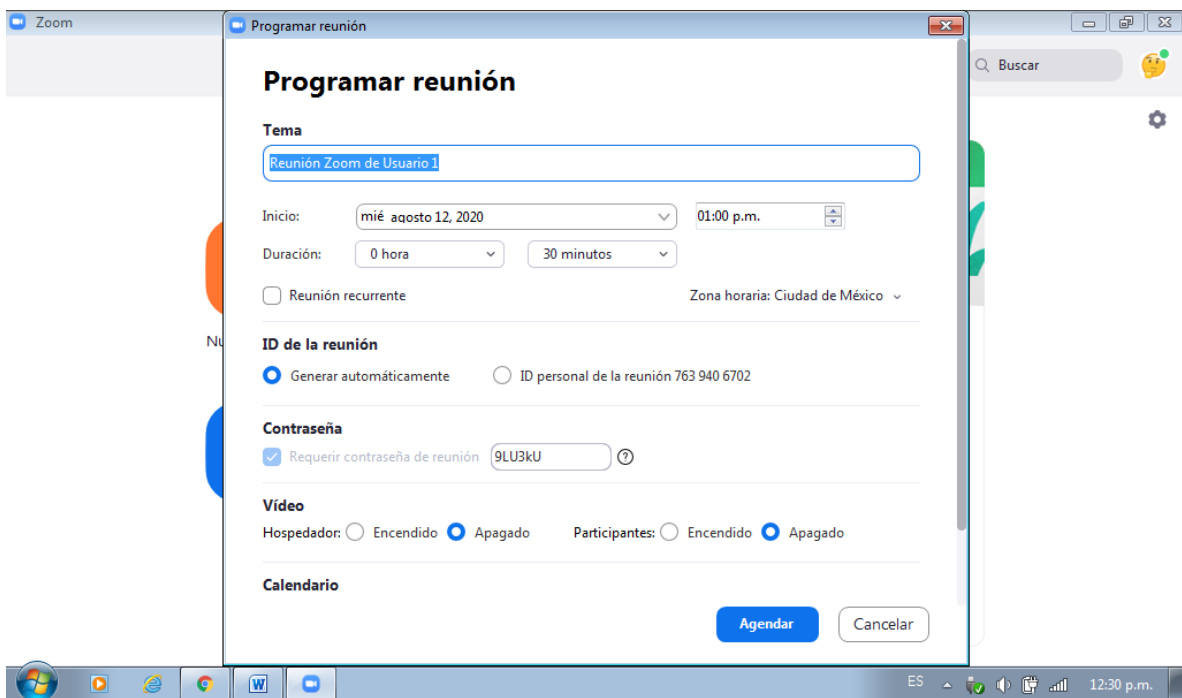 Zoom
Programar reunión
Buscar
Programar reunión
Tema
Reunión Zoom de Usuario 1
Inicio: mié agosto 12, 2020 01:00 p.m.
Duración: 0 hora 30 minutos
Reunión recurrente Zona horaria: Ciudad de México
Nu
ID de la reunión
Generar automáticamente ID personal de la reunión 763 940 6702
Contraseña
Requerir contraseña de reunión 9LU3kU ?
Vídeo
Hospedador: Encendido Apagado Participantes: Encendido Apagado
Calendario
Agendar Cancelar
W ES 12:30 p.m.